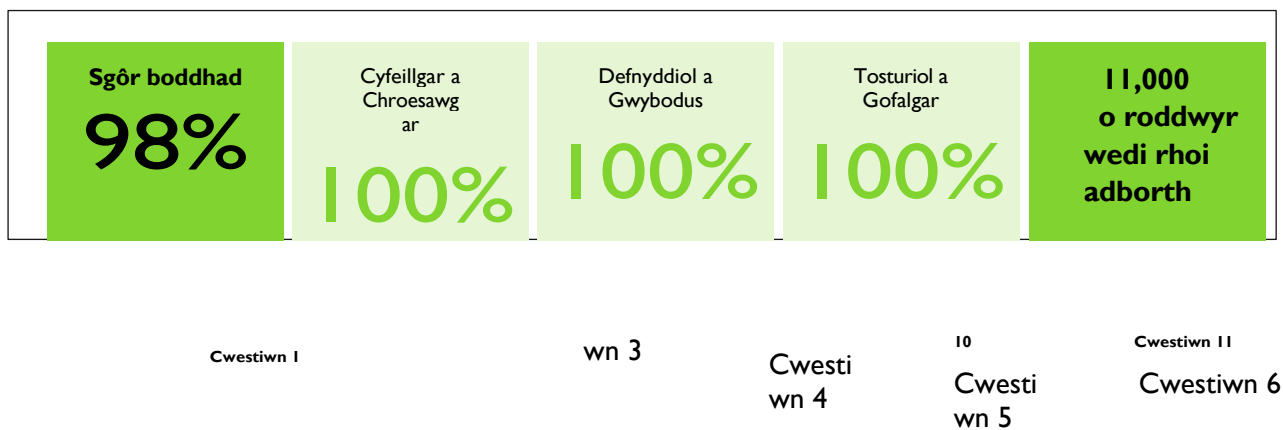 Sgôr boddhad
98%
Cyfeillgar a
Chroesawg
ar
100%
Defnyddiol a
Gwybodus
100%
Tosturiol a
Gofalgar
100%
11,000
o roddwyr
wedi rhoi
adborth
Cwestiwn 1
wn 3
Cwesti
wn 4
10
Cwesti
wn 5
Cwestiwn 11
Cwestiwn 6